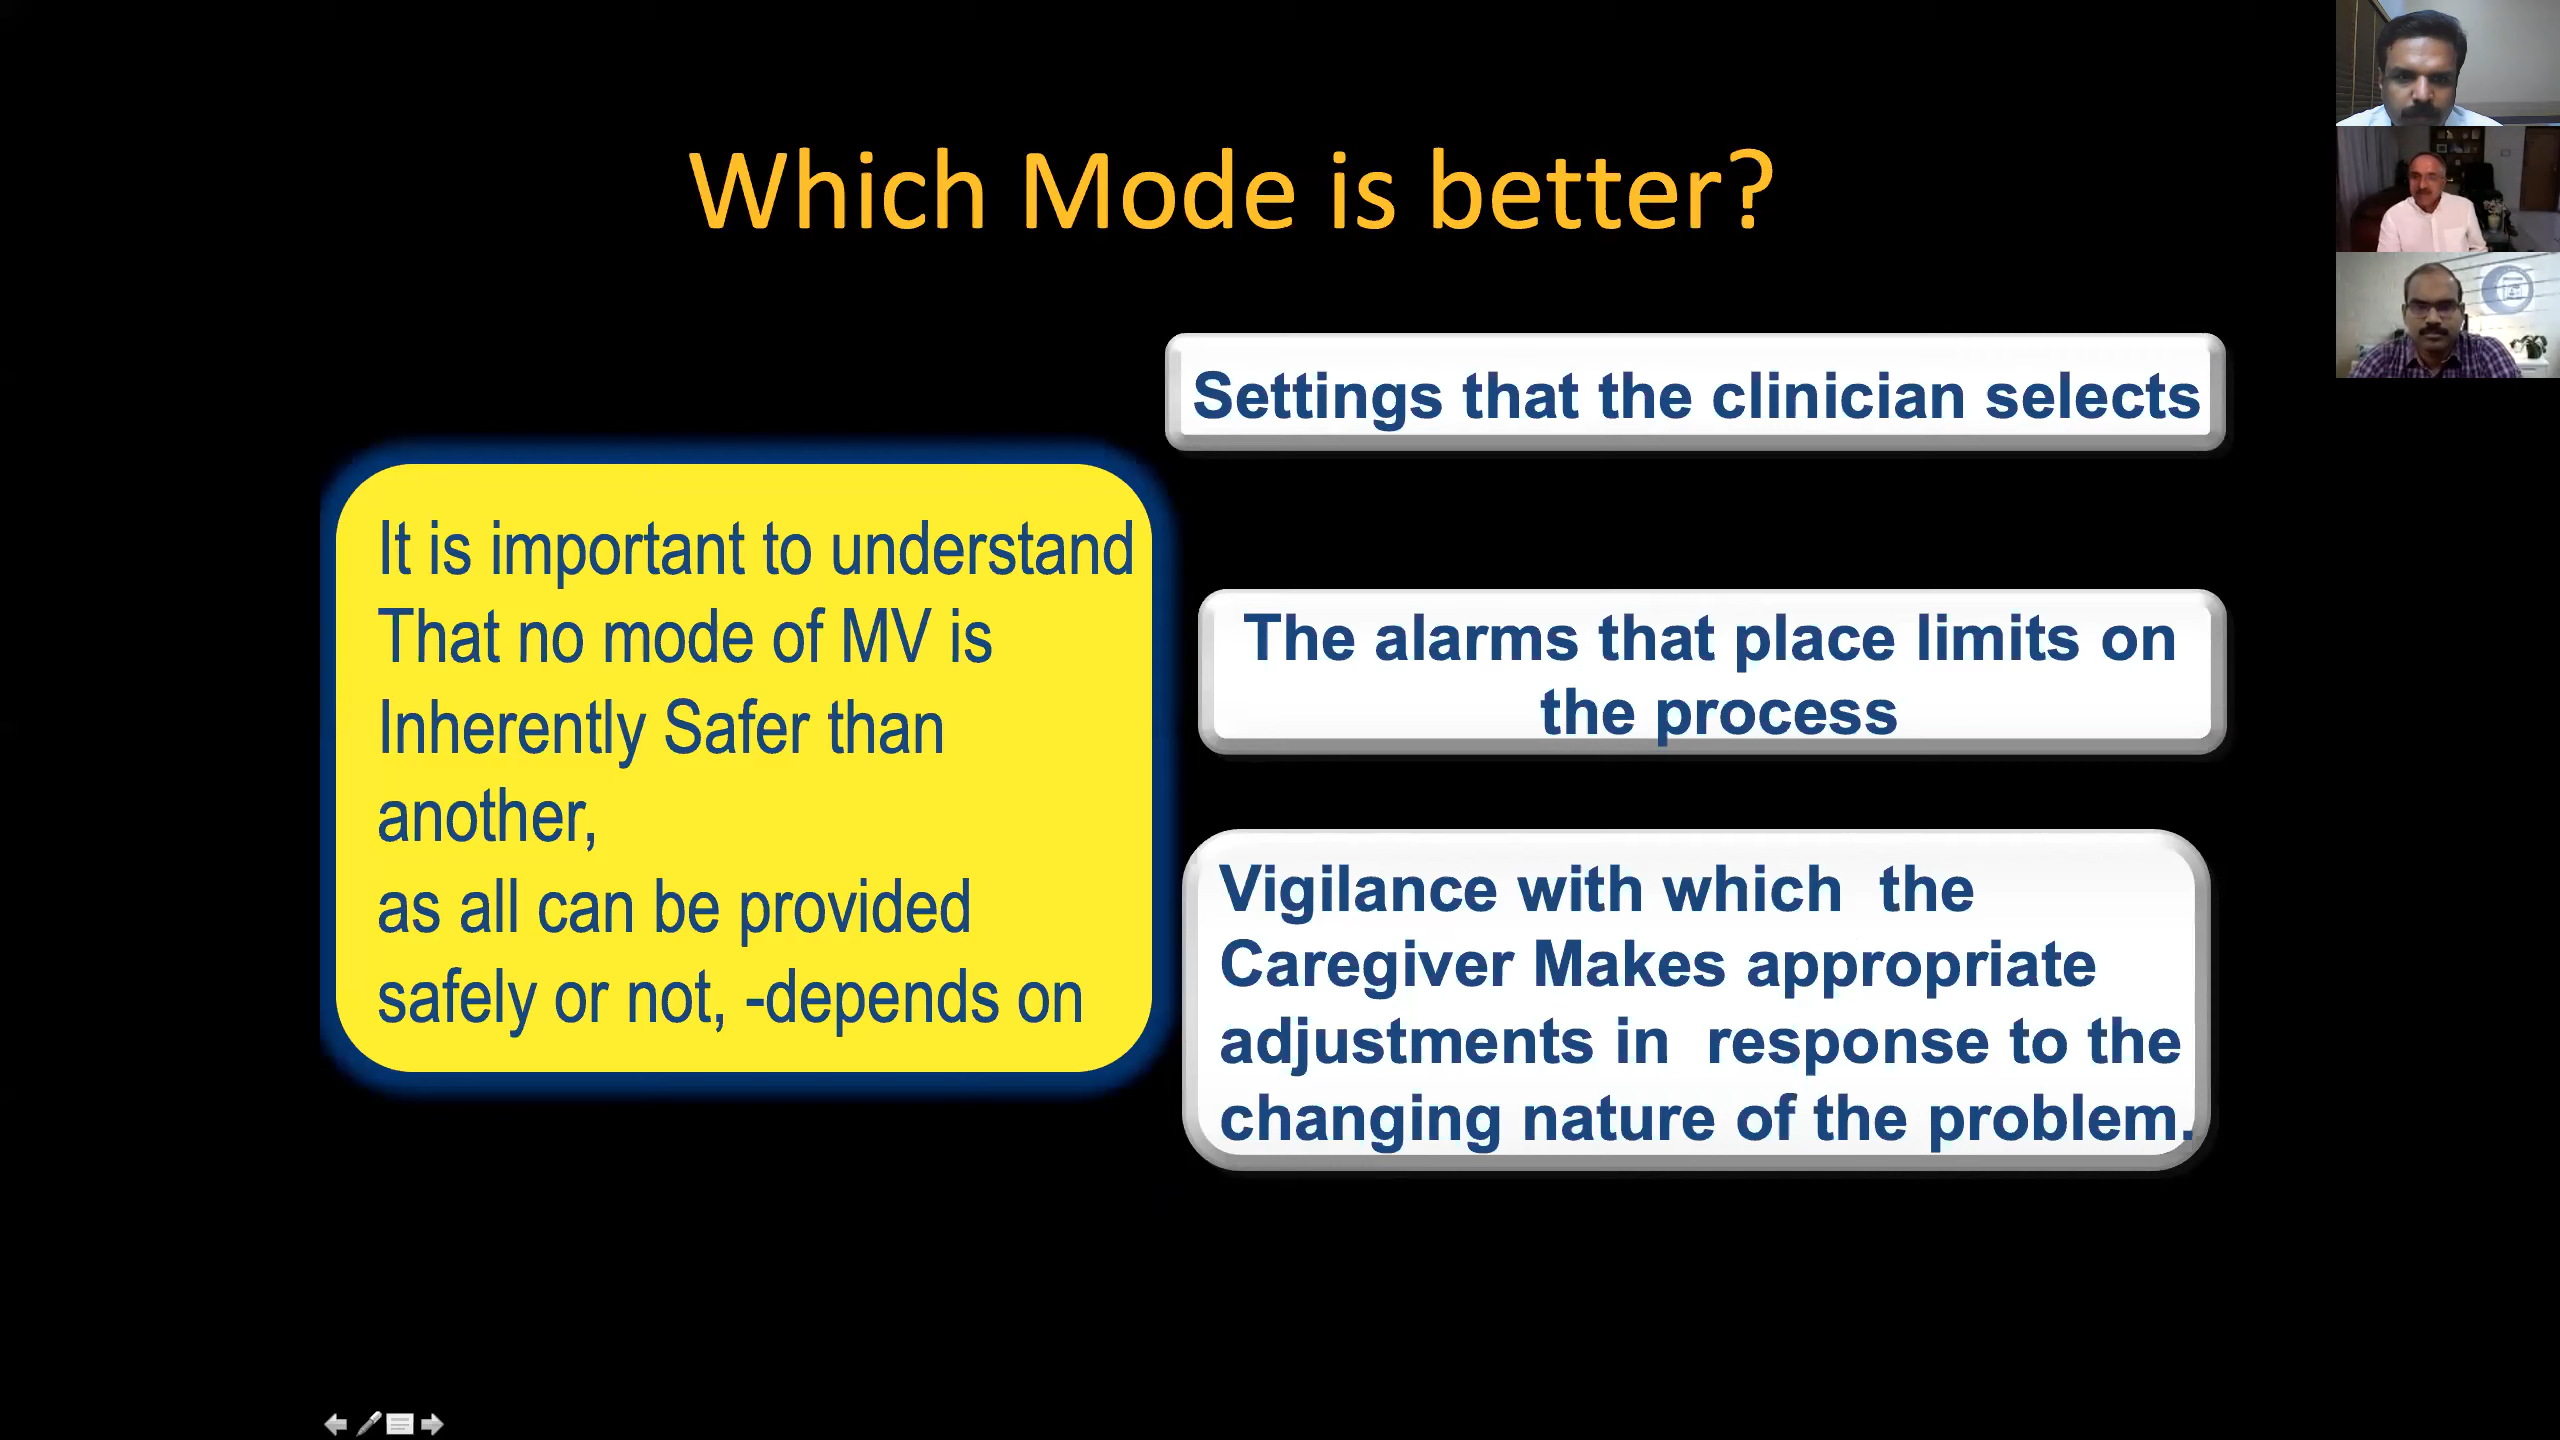 Which Mode is better?
It is important to understand
That no mode of MV is
Inherently Safer than
another,
as all can be provided
safely or not, -depends on
Settings that the clinician selects
The alarms that place limits on
the process
Vigilance with which the
Caregiver Makes appropriate
adjustments in response to the
changing nature of the problem.